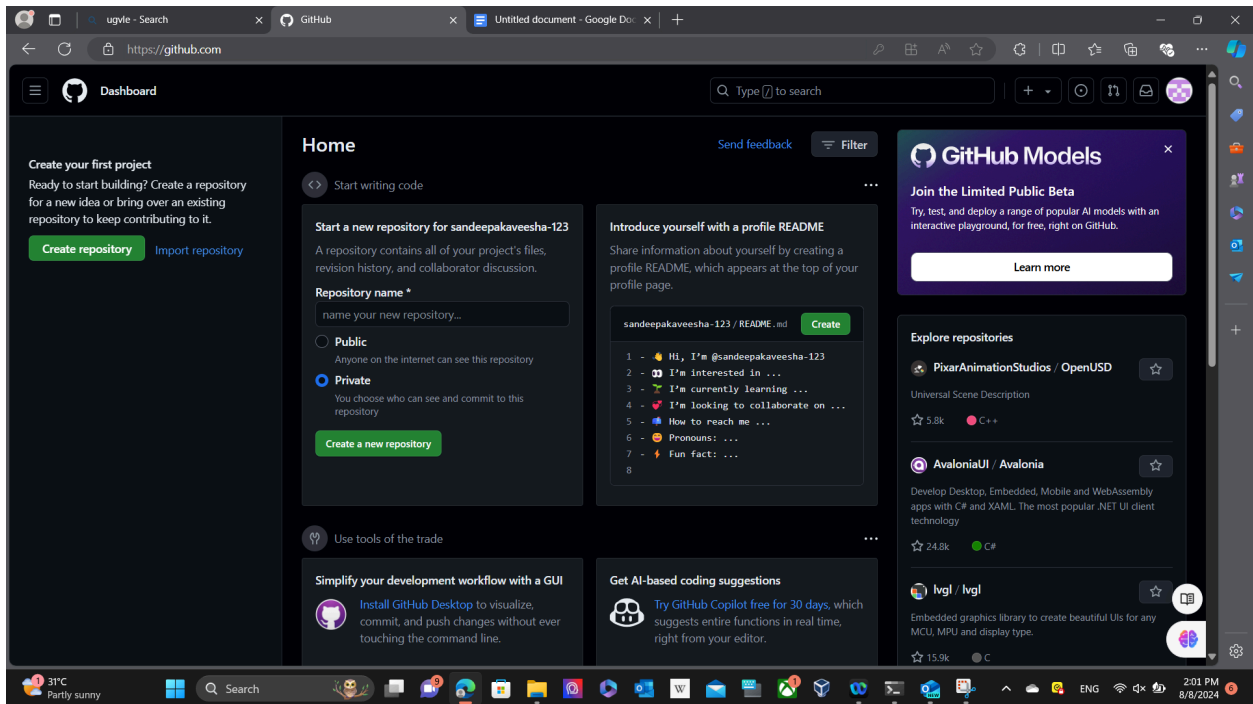 ugvle - Search
GitHub
Untitled document - Google Doc
https://github.com
Dashboard
Type / to search
Create your first project
Ready to start building? Create a repository
for a new idea or bring over an existing
repository to keep contributing to it.
Create repository
Import repository
Home
Send feedback
Filter
Start writing code
Start a new repository for sandeepakaveesha-123
A repository contains all of your project's files,
revision history, and collaborator discussion.
Repository name *
name your new repository...
Public
Anyone on the internet can see this repository
Private
You choose who can see and commit to this
repository
Create a new repository
Introduce yourself with a profile README
Share information about yourself by creating a
profile README, which appears at the top of your
profile page.
sandeepakaveesha-123 / README.md
Create
1 - 👋 Hi, I'm @sandeepakaveesha-123
2 - 👀 I'm interested in ...
3 - 🌱 I'm currently learning ...
4 - 💞️ I'm looking to collaborate on ...
5 - 📫 How to reach me ...
6 - 😄 Pronouns: ...
7 - ⚡ Fun fact: ...
8
Use tools of the trade
Simplify your development workflow with a GUI
Install GitHub Desktop to visualize,
commit, and push changes without ever
touching the command line.
Get AI-based coding suggestions
Try GitHub Copilot free for 30 days, which
suggests entire functions in real time,
right from your editor.
GitHub Models
Join the Limited Public Beta
Try, test, and deploy a range of popular AI models with an
interactive playground, for free, right on GitHub.
Learn more
Explore repositories
PixarAnimationStudios / OpenUSD
Universal Scene Description
5.8k C++
AvaloniaUI / Avalonia
Develop Desktop, Embedded, Mobile and WebAssembly
apps with C# and XAML. The most popular .NET UI client
technology
24.8k C#
lvgl / lvgl
Embedded graphics library to create beautiful UIs for any
MCU, MPU and display type.
15.9k C
1
31°C
Partly sunny
Search
9
W
1
NEW
ENG
2:01 PM
8/8/2024
6